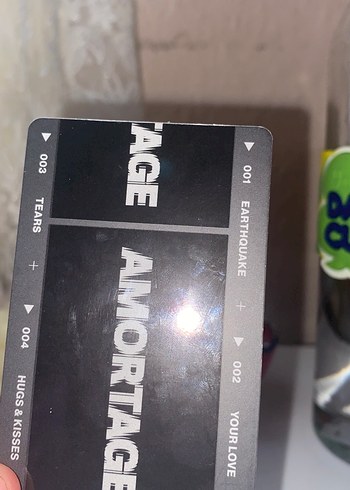 ▶ 001 EARTHQUAKE + ▶ 002 YOUR LOVE
TAGE
AMORTAGE
▶ 003 TEARS + ▶ 004 HUGS & KISSES